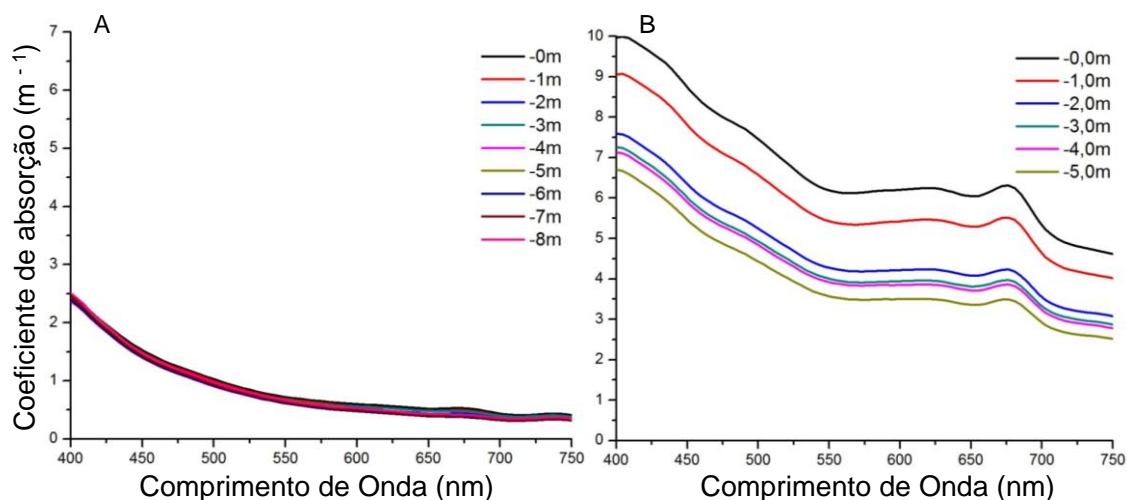 A
Coeficiente de absorção (m - 1)
7
6
5
4
3
2
1
0
400 450 500 550 600 650 700 750
Comprimento de Onda (nm)
-0m
-1m
-2m
-3m
-4m
-5m
-6m
-7m
-8m
B
10
9
8
7
6
5
4
3
2
1
0
400 450 500 550 600 650 700 750
Comprimento de Onda (nm)
-0,0m
-1,0m
-2,0m
-3,0m
-4,0m
-5,0m